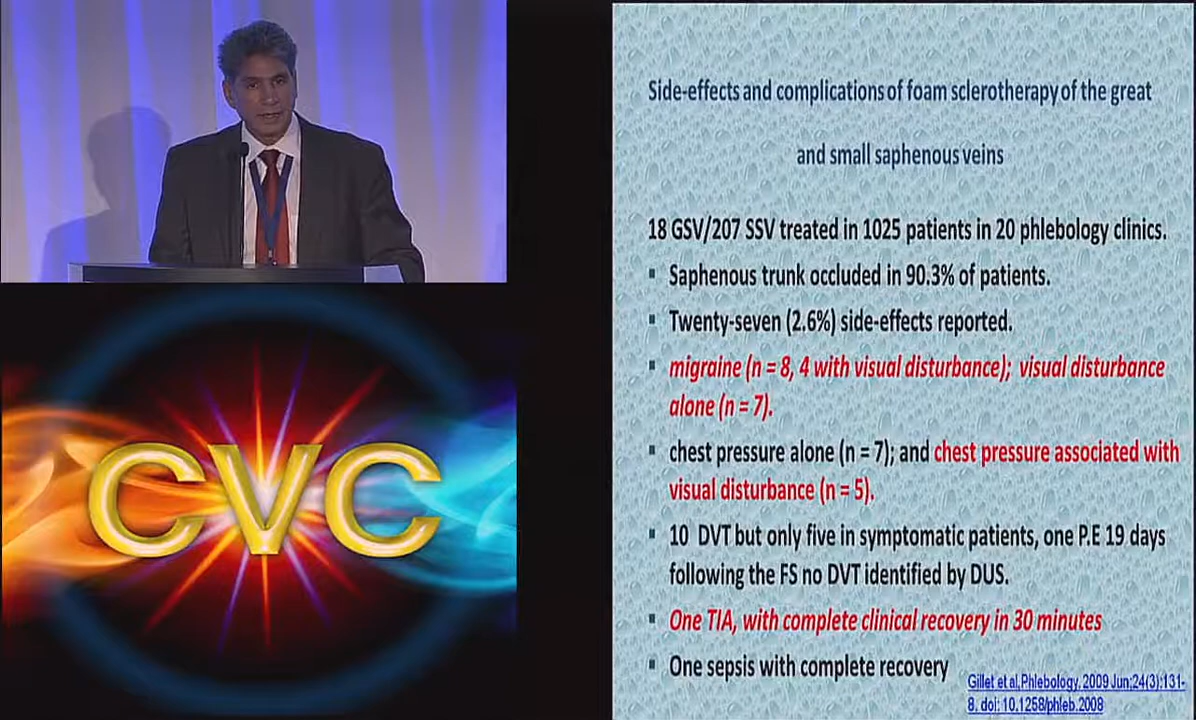 Side-effects and complications of foam sclerotherapy of the great
and small saphenous veins
18 GSV/207 SSV treated in 1025 patients in 20 phlebology clinics.
▪ Saphenous trunk occluded in 90.3% of patients.
▪ Twenty-seven (2.6%) side-effects reported.
▪ migraine (n = 8, 4 with visual disturbance); visual disturbance
alone (n = 7).
▪ chest pressure alone (n = 7); and chest pressure associated with
visual disturbance (n = 5).
▪ 10 DVT but only five in symptomatic patients, one P.E 19 days
following the FS no DVT identified by DUS.
▪ One TIA, with complete clinical recovery in 30 minutes
▪ One sepsis with complete recovery
Gillet et al,Phlebology. 2009 Jun;24(3):131-
8. doi: 10.1258/phleb.2008
CVC